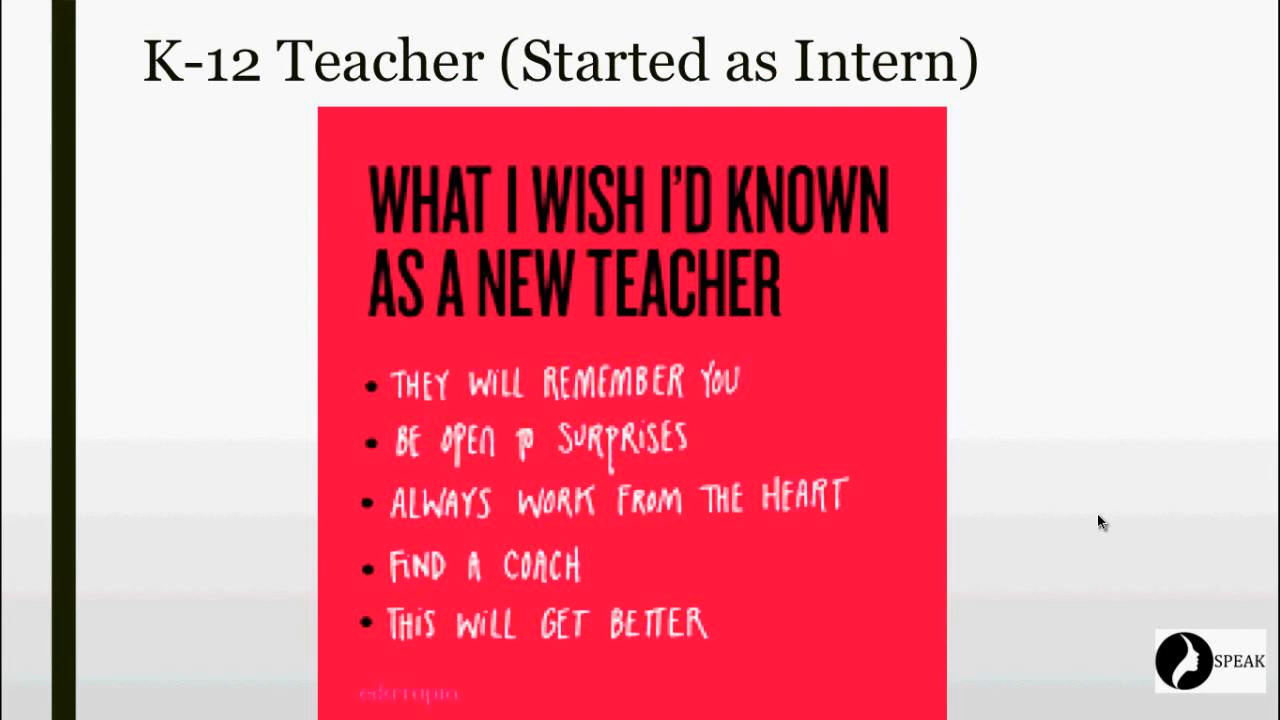 K-12 Teacher (Started as Intern)
WHAT I WISH I'D KNOWN
AS A NEW TEACHER
• THEY WILL REMEMBER YOU
• BE OPEN TO SURPRISES
• ALWAYS WORK FROM THE HEART
• FIND A COACH
• THIS WILL GET BETTER
edutopia
SPEAK